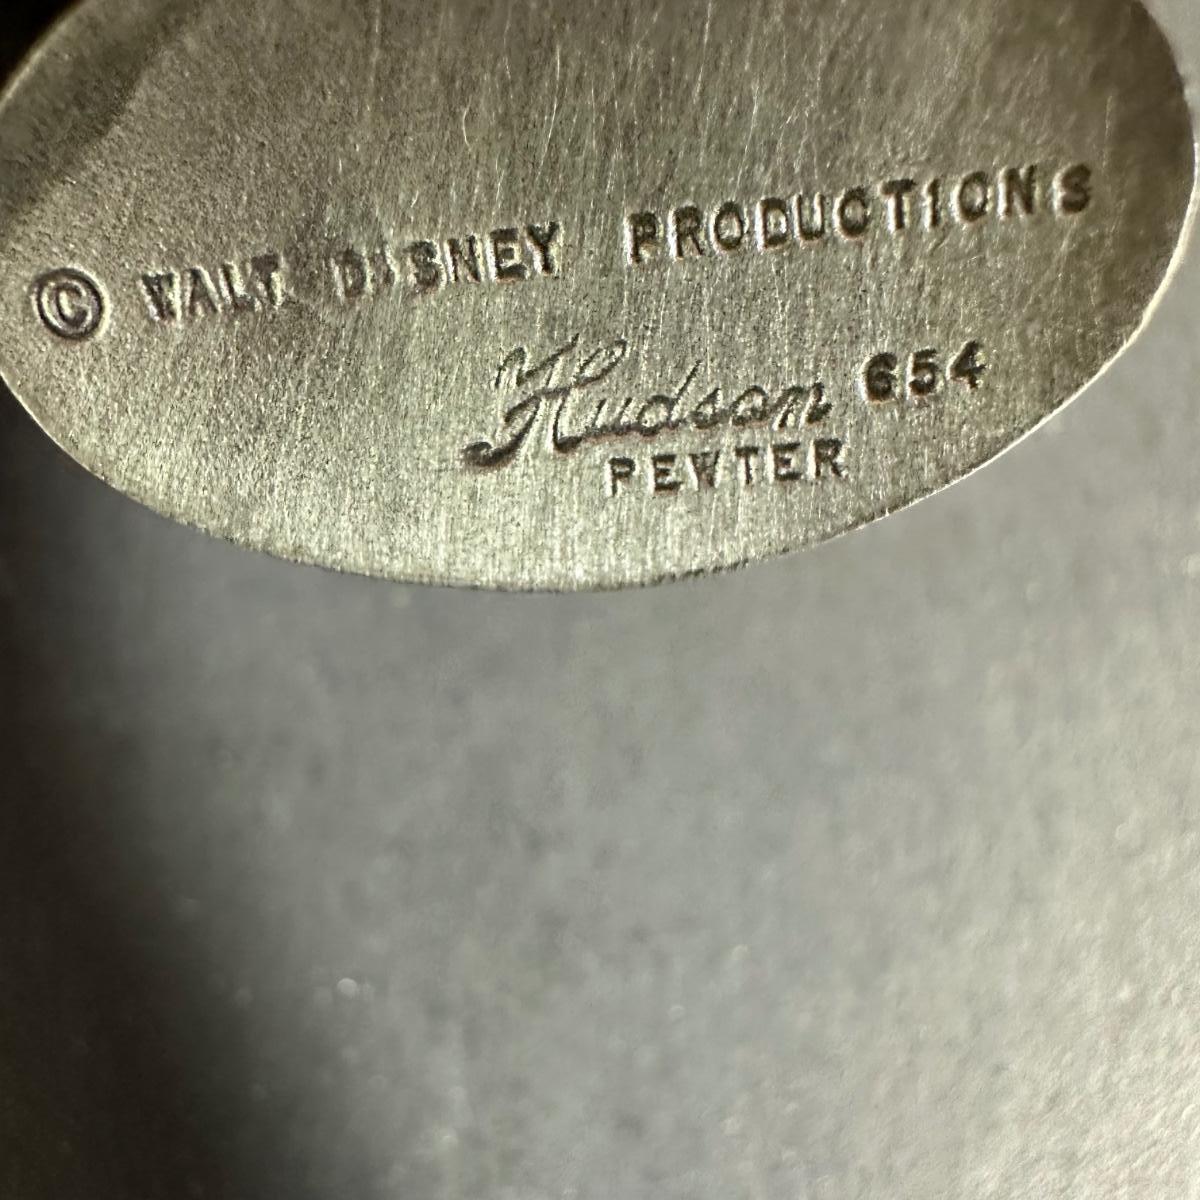 © WALT DISNEY PRODUCTIONS
Hudson 654
PEWTER